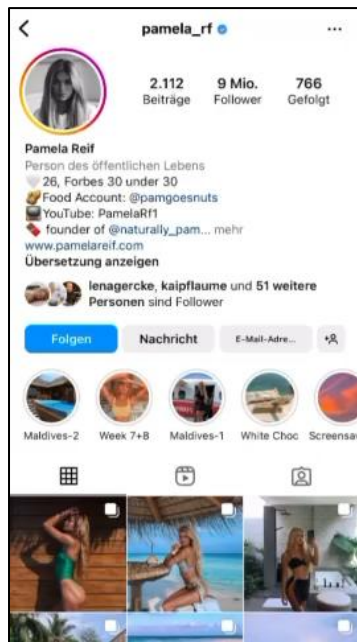 pamela_rf
2.112 9 Mio. 766
Beiträge Follower Gefolgt
Pamela Reif
Person des öffentlichen Lebens
🤍26, Forbes 30 under 30
🥜Food Account: @pamgoesnuts
📺YouTube: PamelaRf1
🍫founder of @naturally_pam... mehr
www.pamelareif.com
Übersetzung anzeigen
lenagercke, kaipflaume und 51 weitere
Personen sind Follower
Folgen Nachricht E-Mail-Adre...
Maldives-2 Week 7+8 Maldives-1 White Choc Screensa